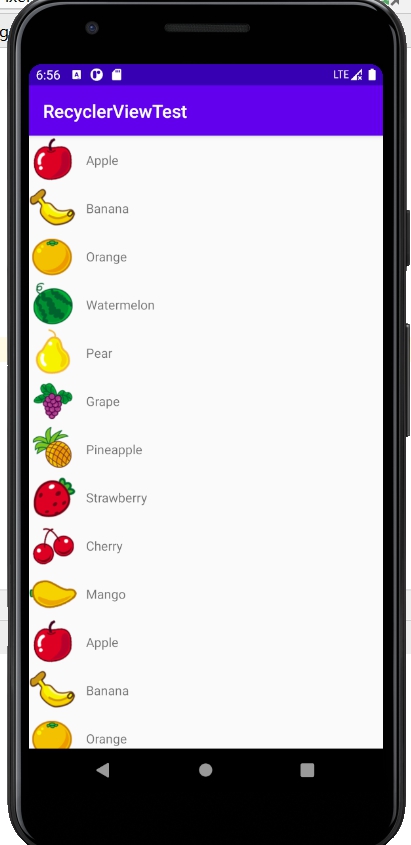 6:56
LTE
RecyclerViewTest
Apple
Banana
Orange
Watermelon
Pear
Grape
Pineapple
Strawberry
Cherry
Mango
Apple
Banana
Orange